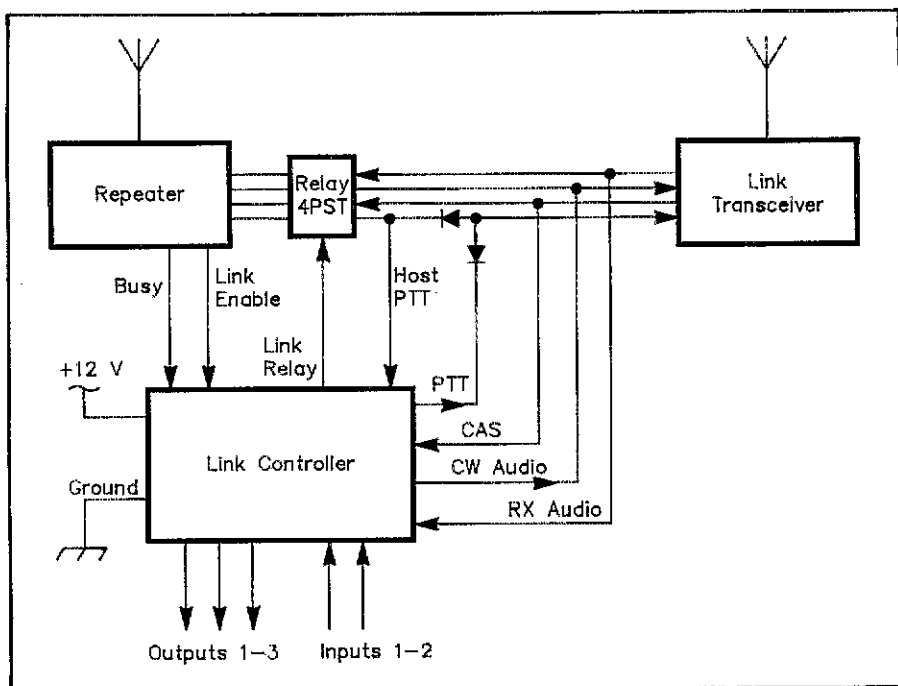 Repeater
Relay
4PST
Link
Transceiver
Busy
Link
Enable
Host
PTT
Link
Relay
+12 V
PTT
CAS
Link Controller
CW Audio
Ground
RX Audio
Outputs 1-3
Inputs 1-2